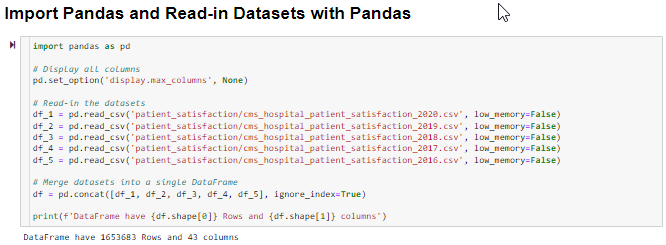 Import Pandas and Read-in Datasets with Pandas
import pandas as pd
# Display all columns
pd.set_option('display.max_columns', None)
# Read-in the datasets
df_1 = pd.read_csv('patient_satisfaction/cms_hospital_patient_satisfaction_2020.csv', low_memory=False)
df_2 = pd.read_csv('patient_satisfaction/cms_hospital_patient_satisfaction_2019.csv', low_memory=False)
df_3 = pd.read_csv('patient_satisfaction/cms_hospital_patient_satisfaction_2018.csv', low_memory=False)
df_4 = pd.read_csv('patient_satisfaction/cms_hospital_patient_satisfaction_2017.csv', low_memory=False)
df_5 = pd.read_csv('patient_satisfaction/cms_hospital_patient_satisfaction_2016.csv', low_memory=False)
# Merge datasets into a single DataFrame
df = pd.concat([df_1, df_2, df_3, df_4, df_5], ignore_index=True)
print(f'DataFrame have {df.shape[0]} Rows and {df.shape[1]} columns')
DataFrame have 1653683 Rows and 43 columns